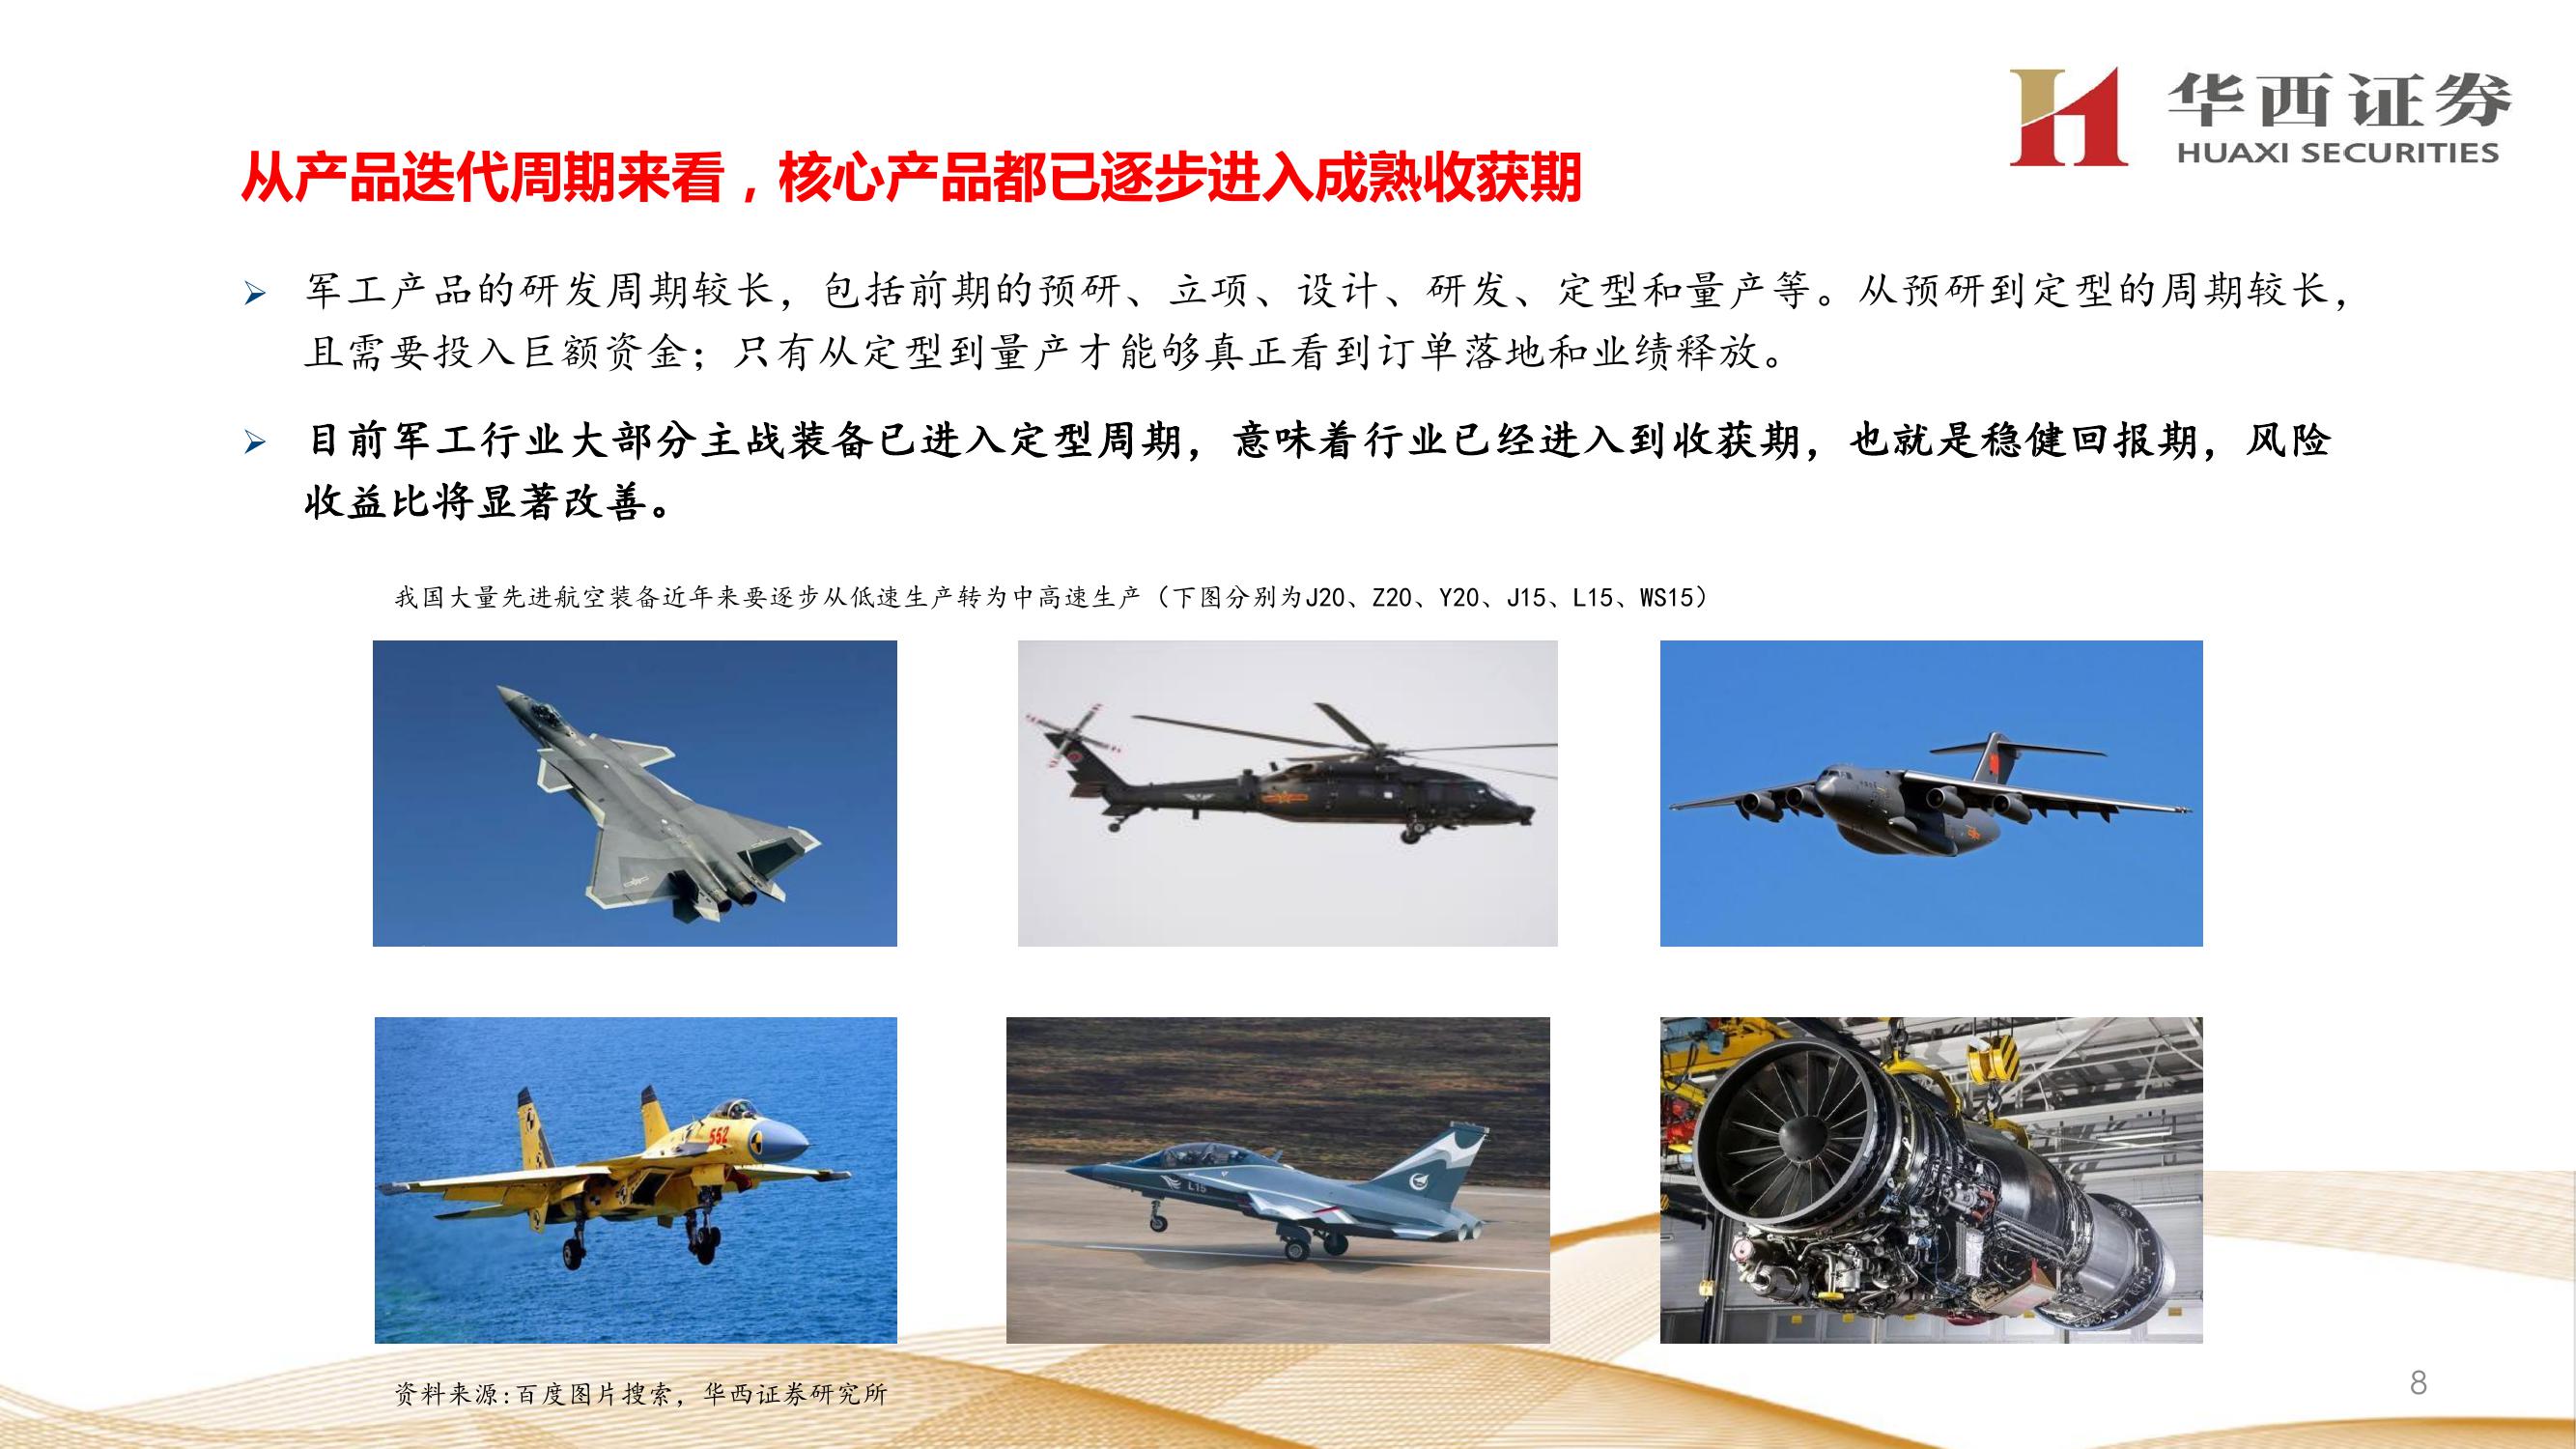 华西证券
HUAXI SECURITIES
从产品迭代周期来看，核心产品都已逐步进入成熟收获期
军工产品的研发周期较长，包括前期的预研、立项、设计、研发、定型和量产等。从预研到定型的周期较长，
且需要投入巨额资金；只有从定型到量产才能够真正看到订单落地和业绩释放。
目前军工行业大部分主战装备已进入定型周期，意味着行业已经进入到收获期，也就是稳健回报期，风险
收益比将显著改善。
我国大量先进航空装备近年来要逐步从低速生产转为中高速生产（下图分别为J20、Z20、Y20、J15、L15、WS15）
552
L15
资料来源:百度图片搜索，华西证券研究所
8